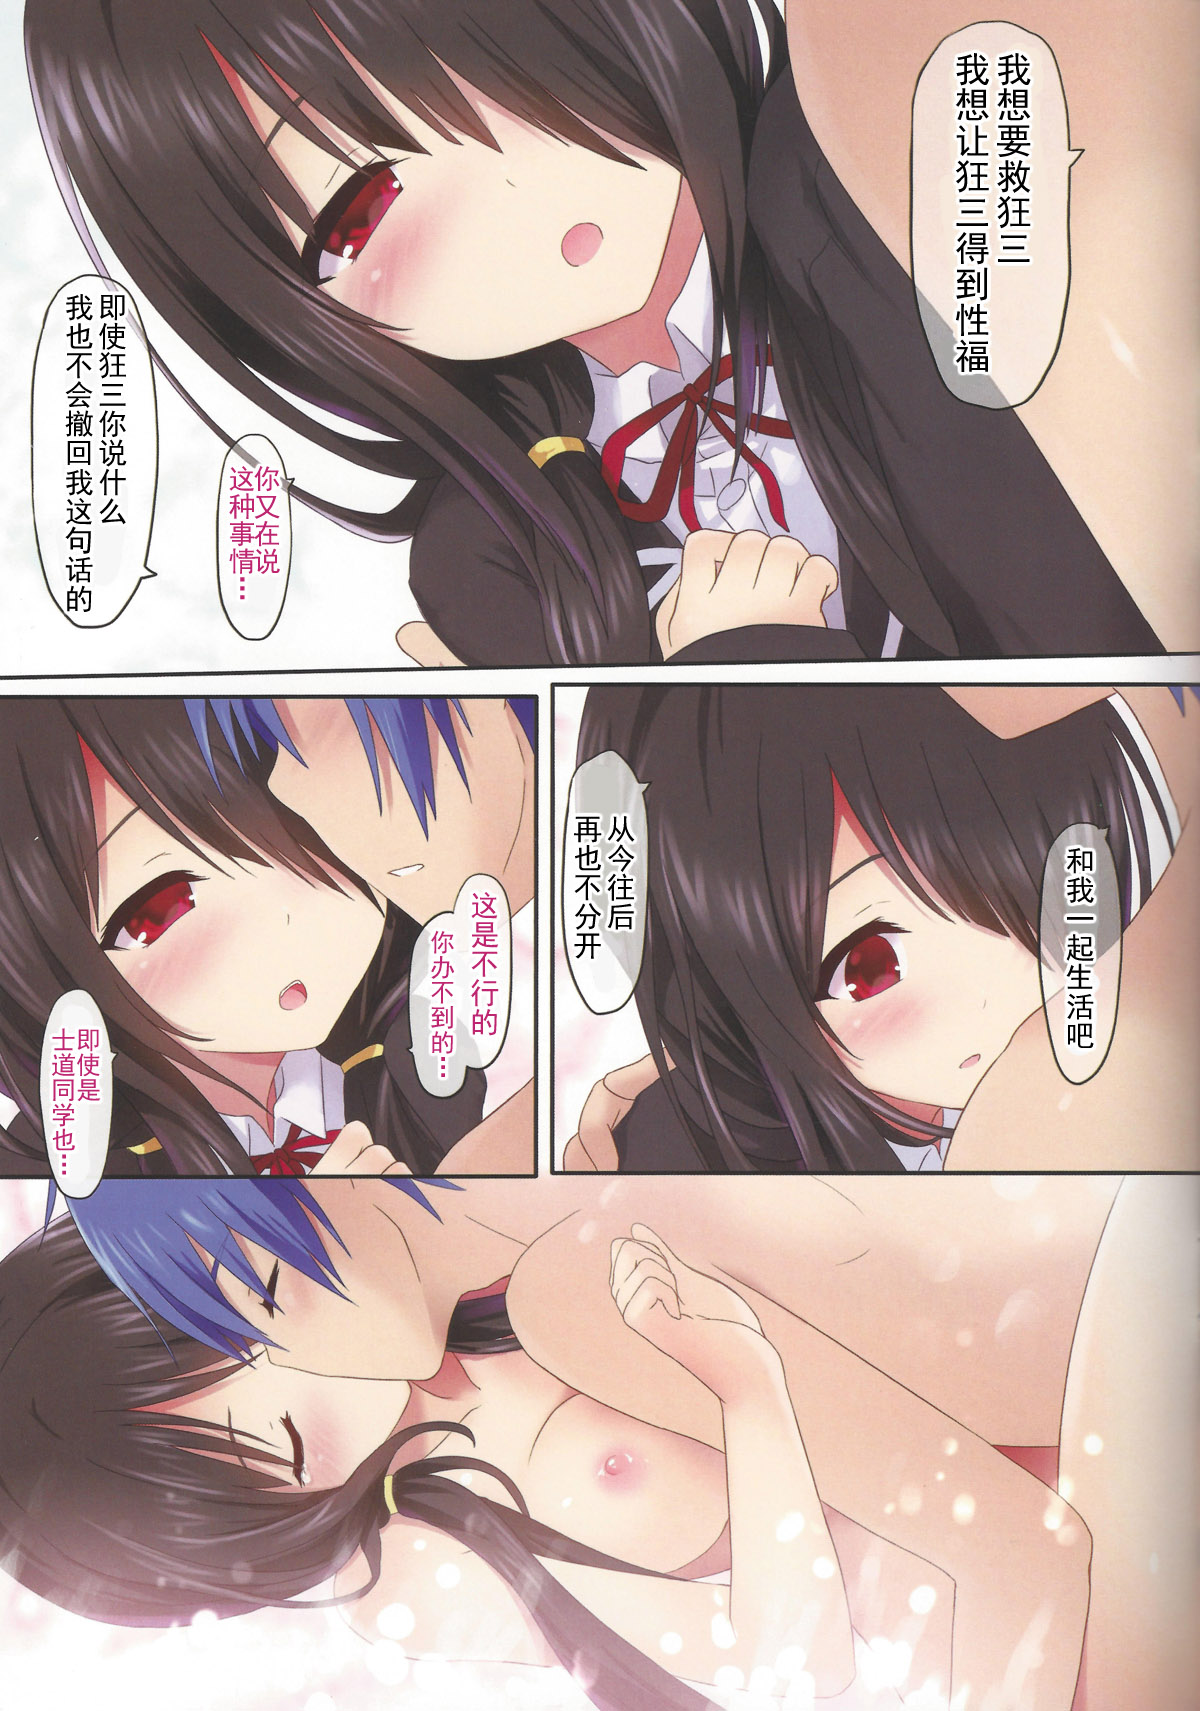 我想要救狂三
我想让狂三得到性福
你又在说
这种事情…
即使狂三你说什么
我也不会撤回我这句话的
和我一起生活吧
从今往后
再也不分开
这是不行的
你办不到的…
即使是
士道同学也…